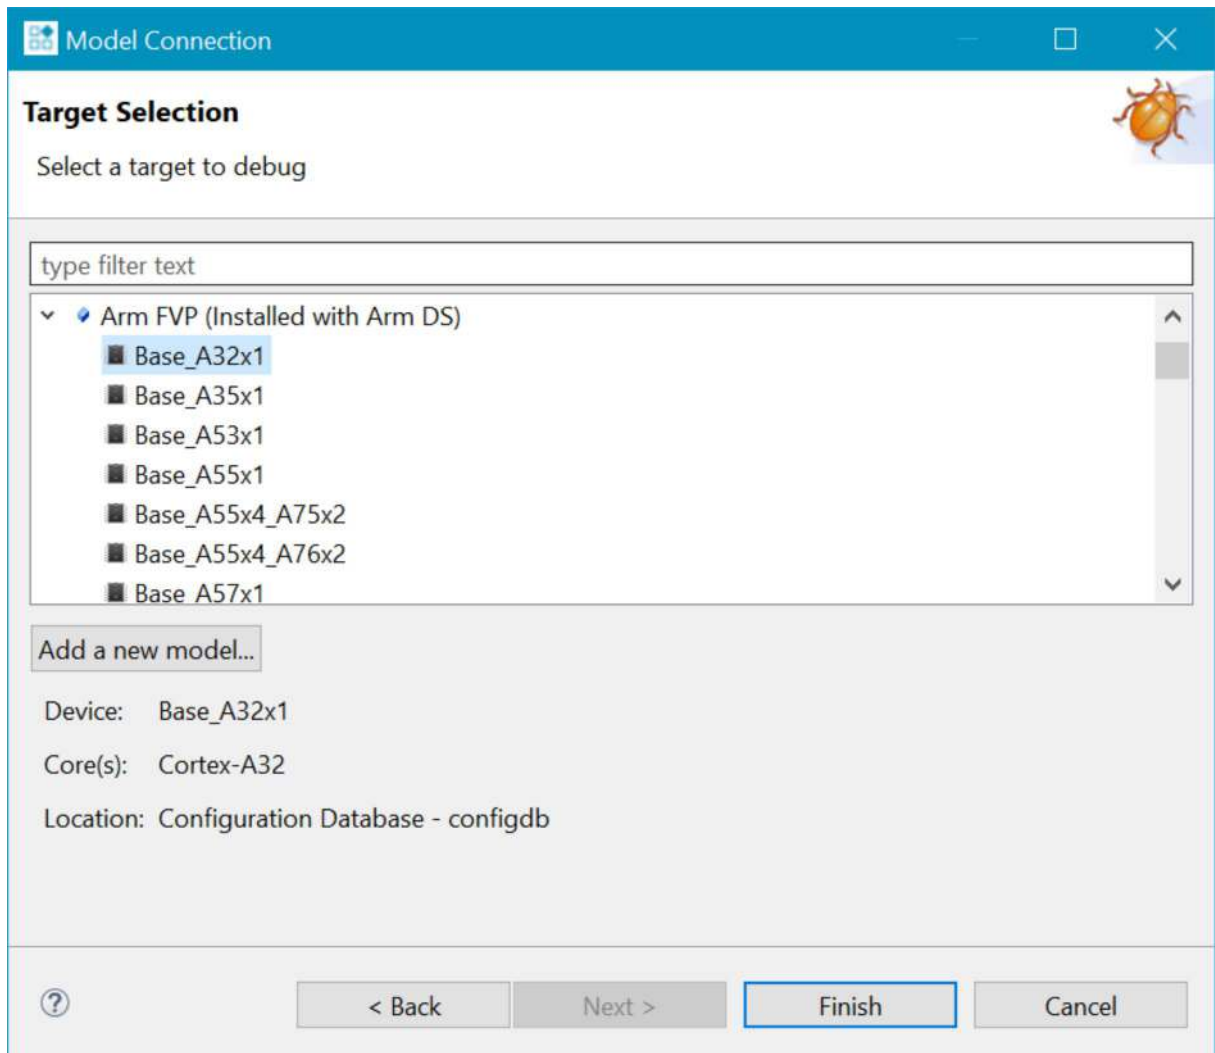 Model Connection
Target Selection
Select a target to debug
type filter text
Arm FVP (Installed with Arm DS)
Base_A32x1
Base_A35x1
Base_A53x1
Base_A55x1
Base_A55x4_A75x2
Base_A55x4_A76x2
Base_A57x1
Add a new model...
Device: Base_A32x1
Core(s): Cortex-A32
Location: Configuration Database - configdb
? < Back Next > Finish Cancel